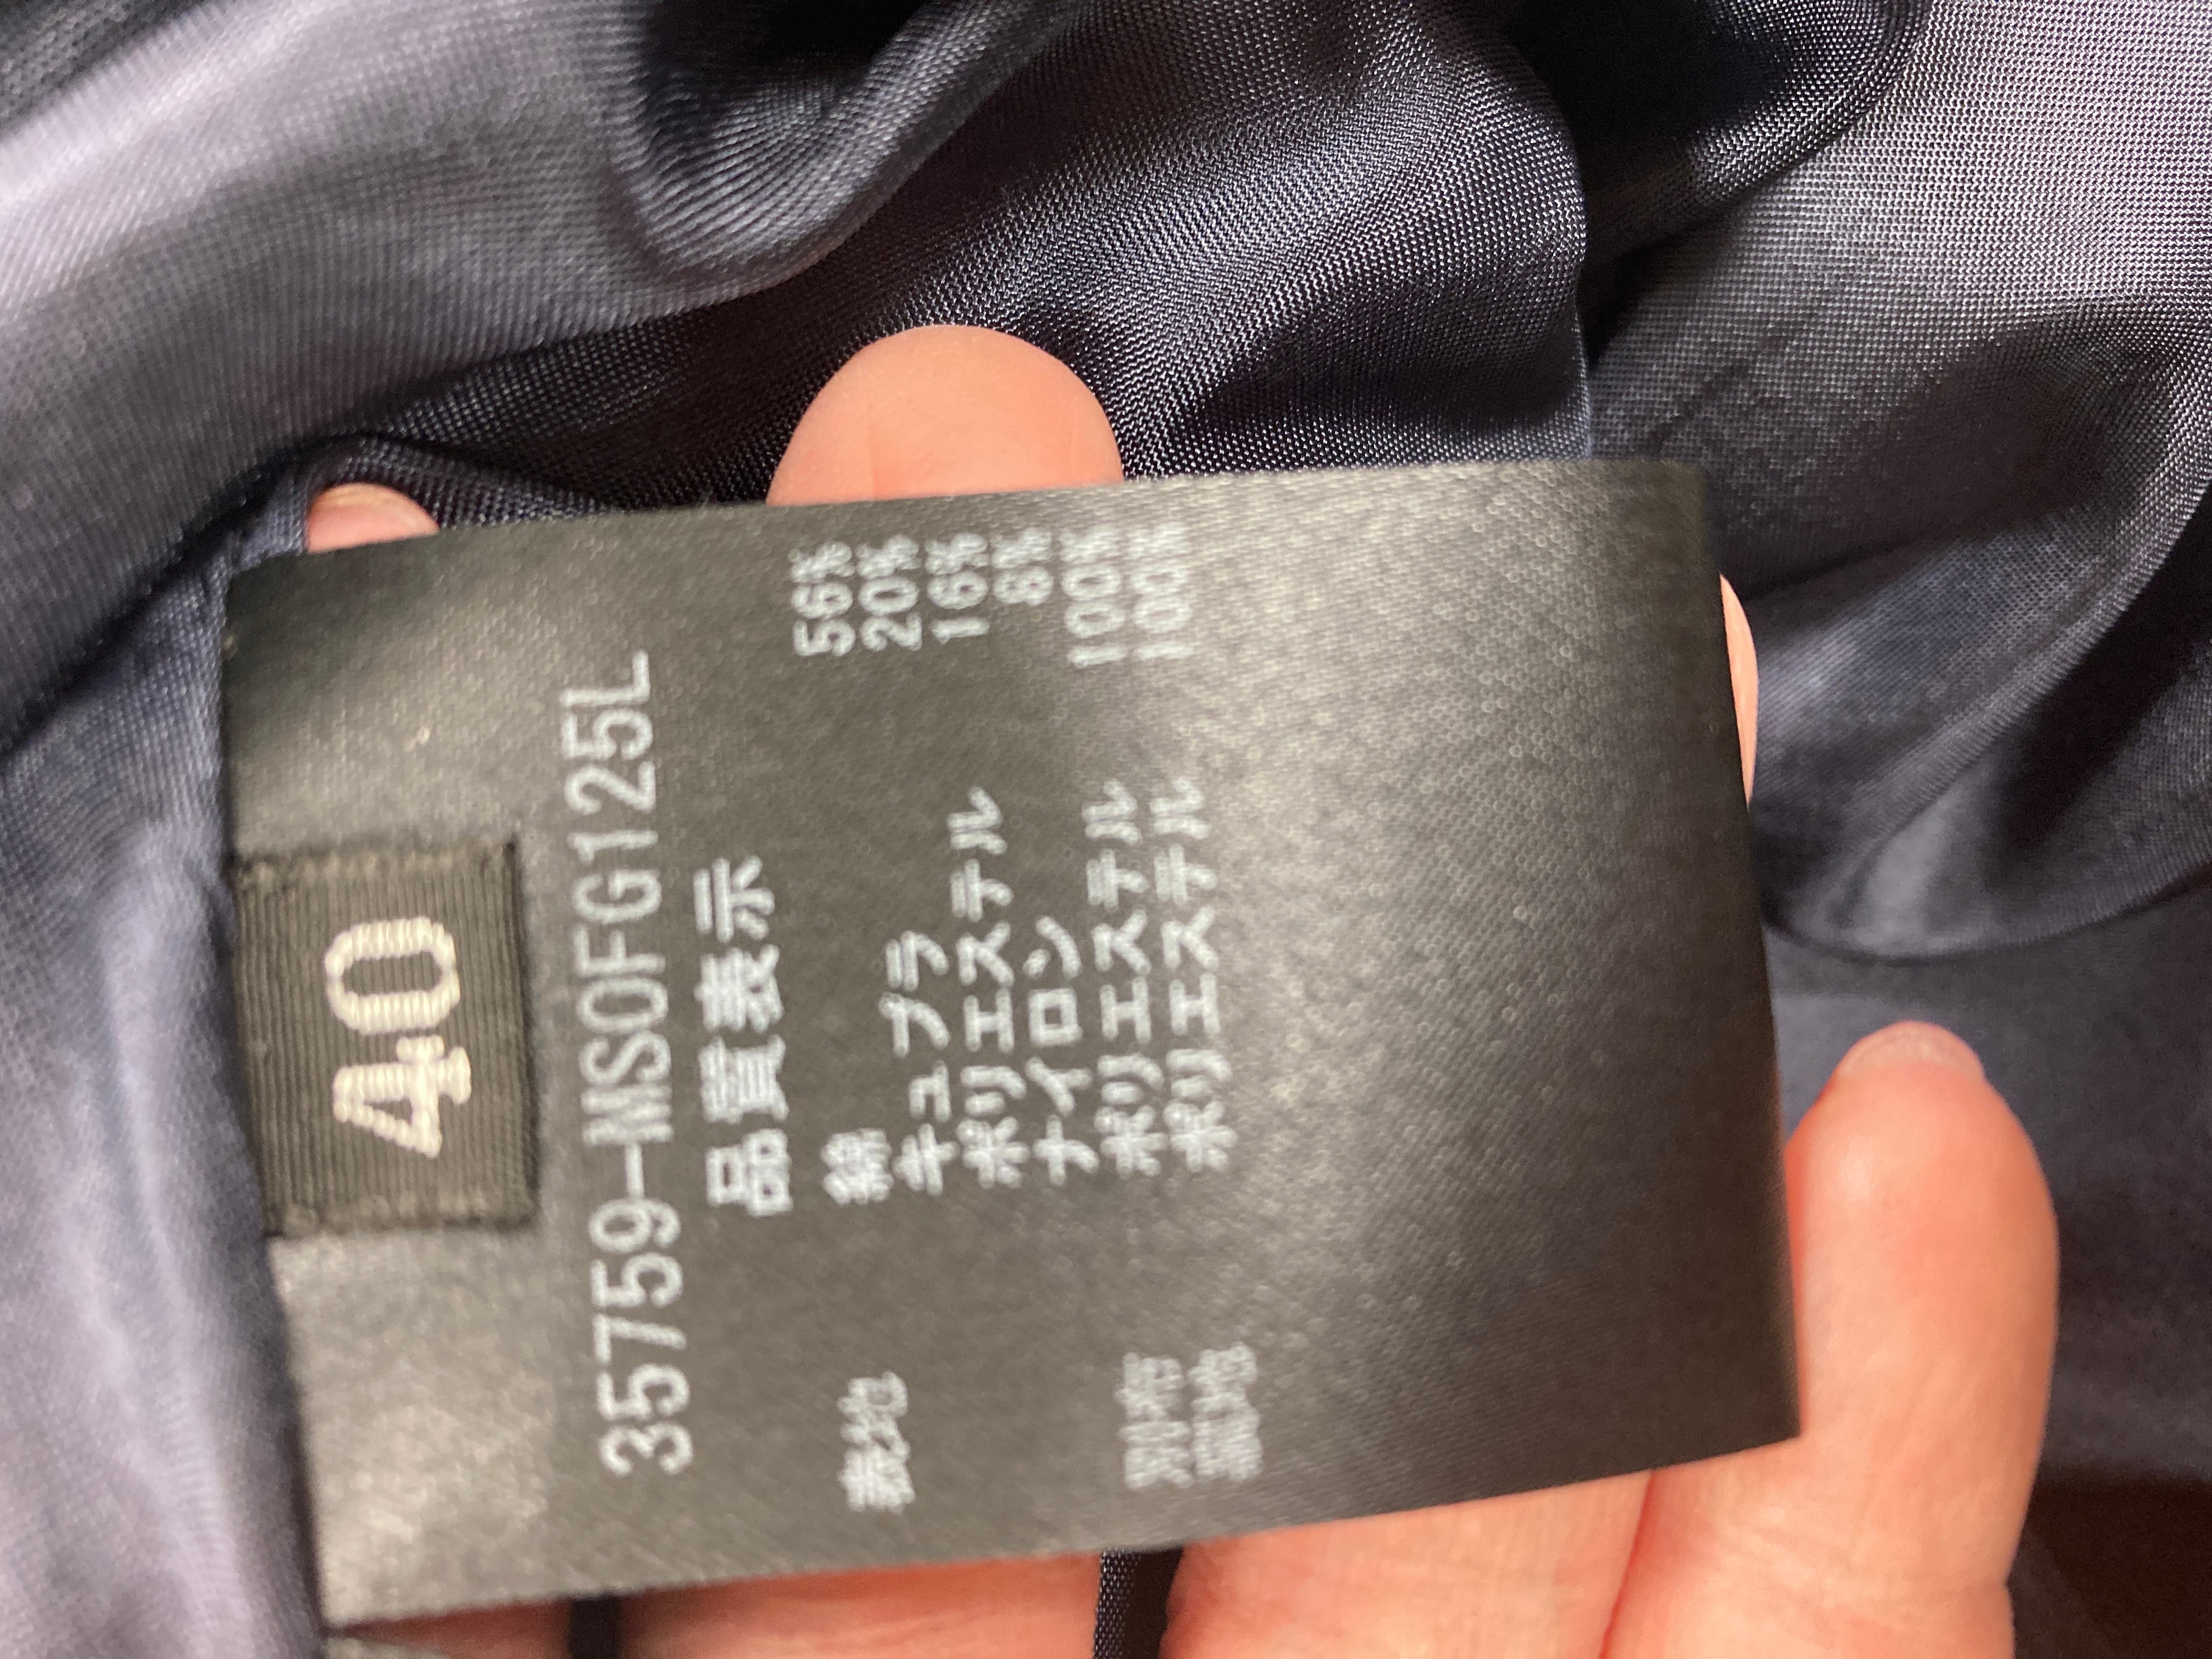 40
35759-MSOFG125L
品質表示
表地 綿 56%
キュプラ 20%
ポリエステル 16%
ナイロン 8%
別布 ポリエステル 100%
裏地 ポリエステル 100%